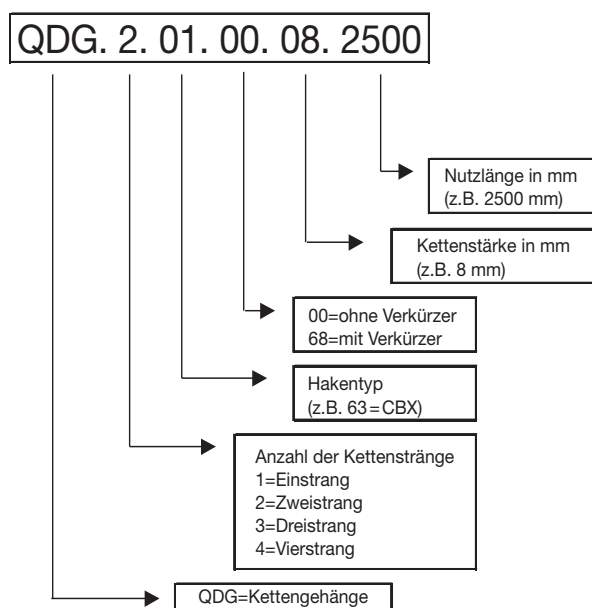 QDG. 2. 01. 00. 08. 2500
Nutzlänge in mm
(z.B. 2500 mm)
Kettenstärke in mm
(z.B. 8 mm)
00=ohne Verkürzer
68=mit Verkürzer
Hakentyp
(z.B. 63=CBX)
Anzahl der Kettenstränge
1=Einstrang
2=Zweistrang
3=Dreistrang
4=Vierstrang
QDG=Kettengehänge